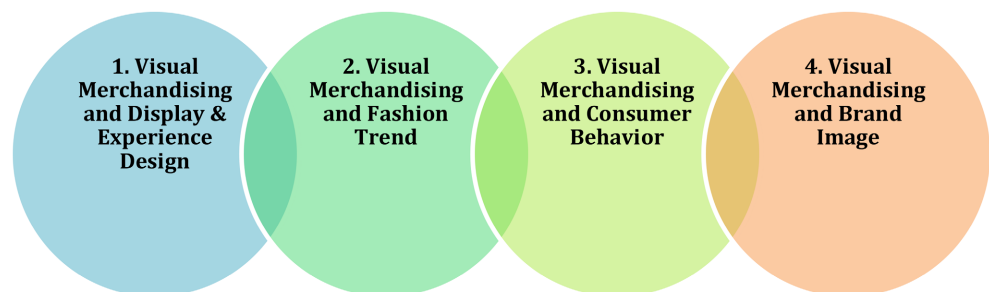 1. Visual
Merchandising
and Display &
Experience
Design
2. Visual
Merchandising
and Fashion
Trend
3. Visual
Merchandising
and Consumer
Behavior
4. Visual
Merchandising
and Brand
Image